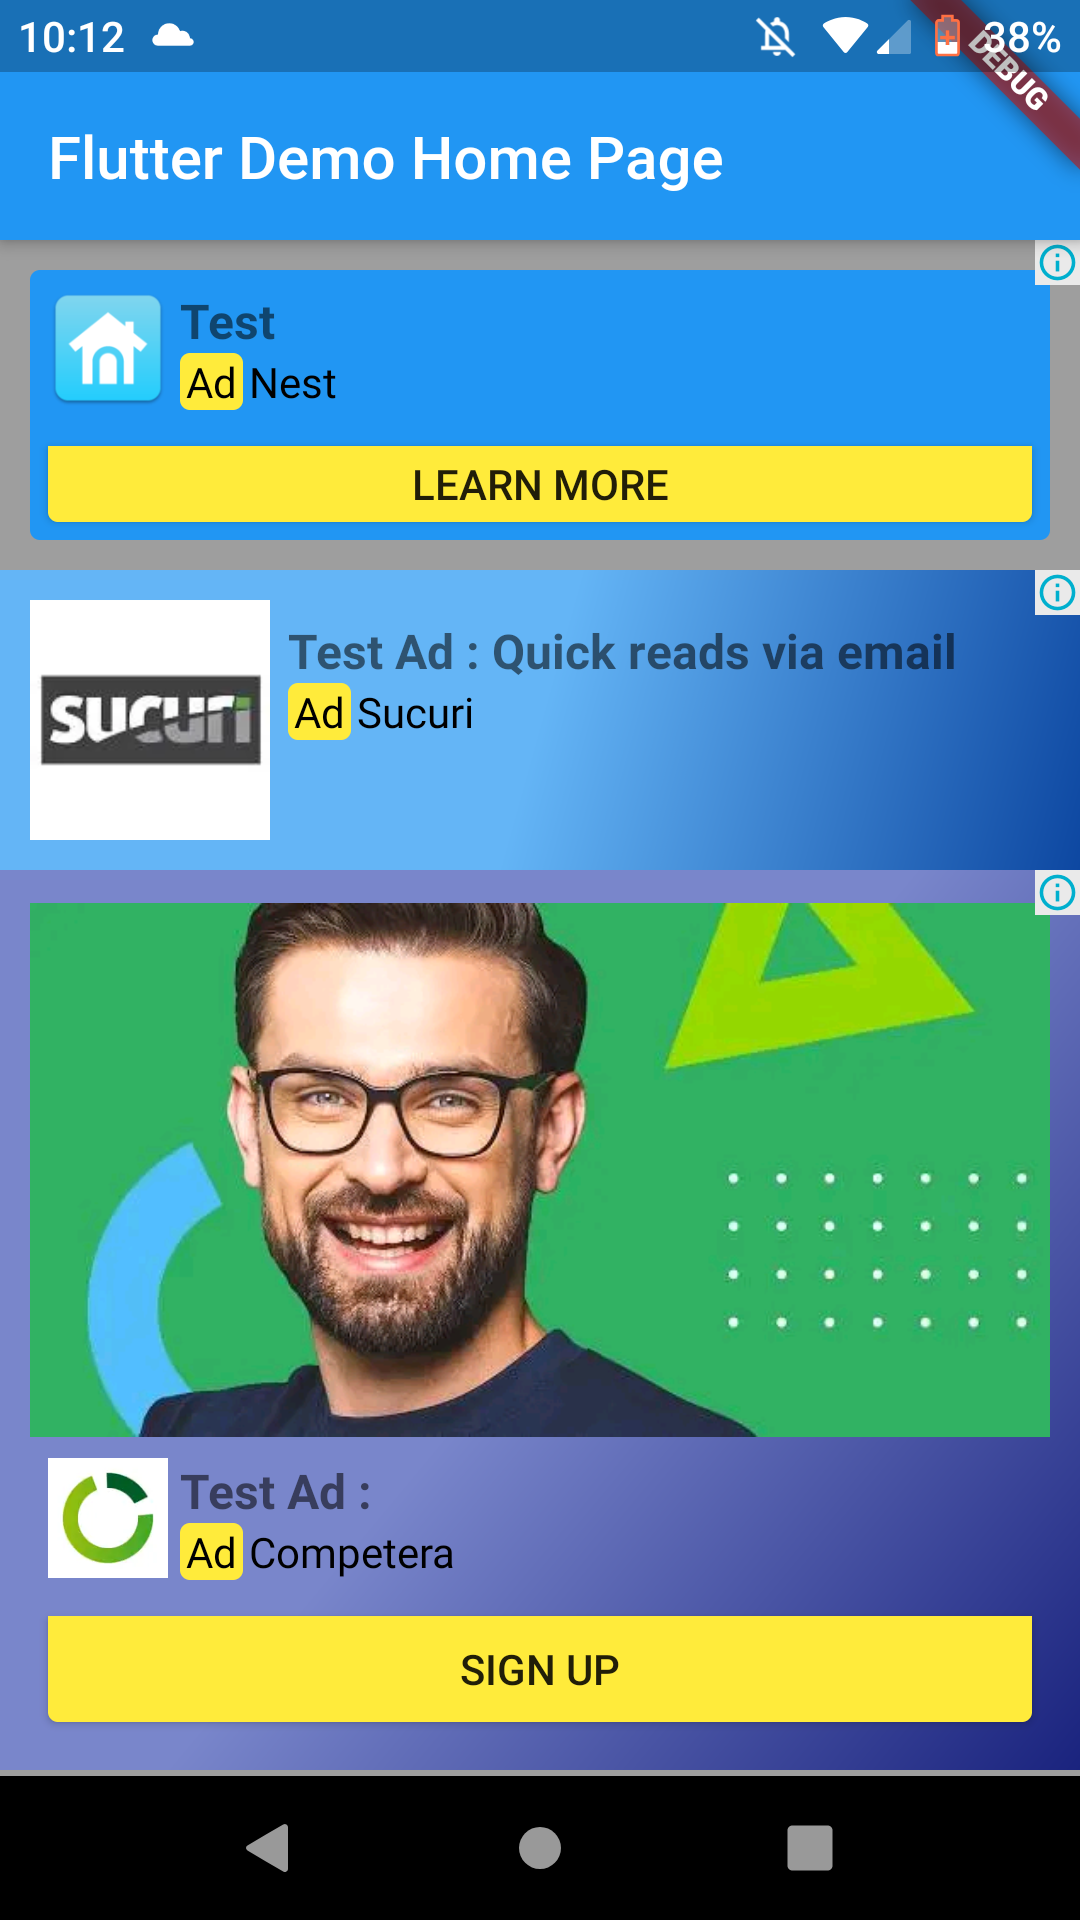 10:12
38%
DEBUG
Flutter Demo Home Page
Test
Ad Nest
LEARN MORE
sucuri
Test Ad : Quick reads via email
Ad Sucuri
Test Ad :
Ad Competera
SIGN UP